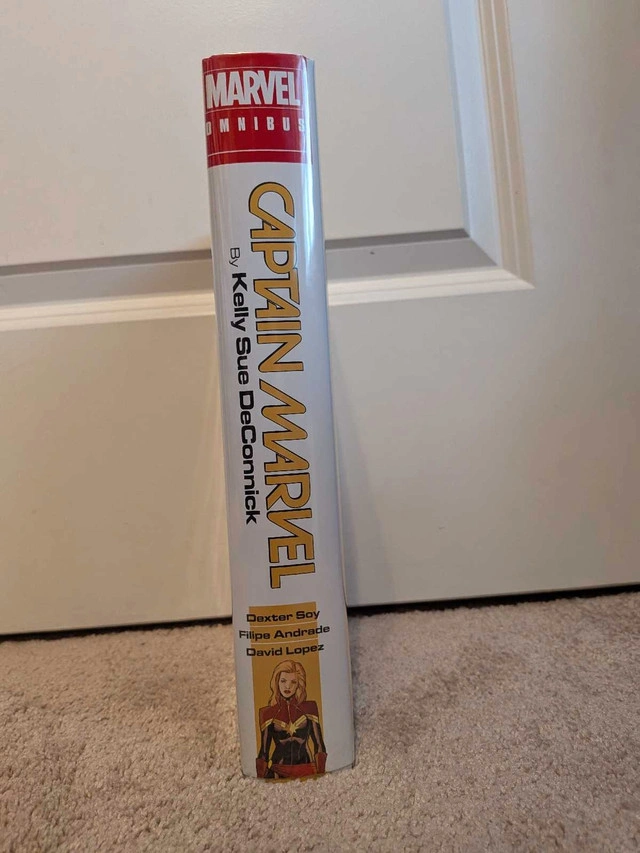 MARVEL
OMNIBUS
CAPTAIN MARVEL
By Kelly Sue DeConnick
Dexter Soy
Filipe Andrade
David Lopez